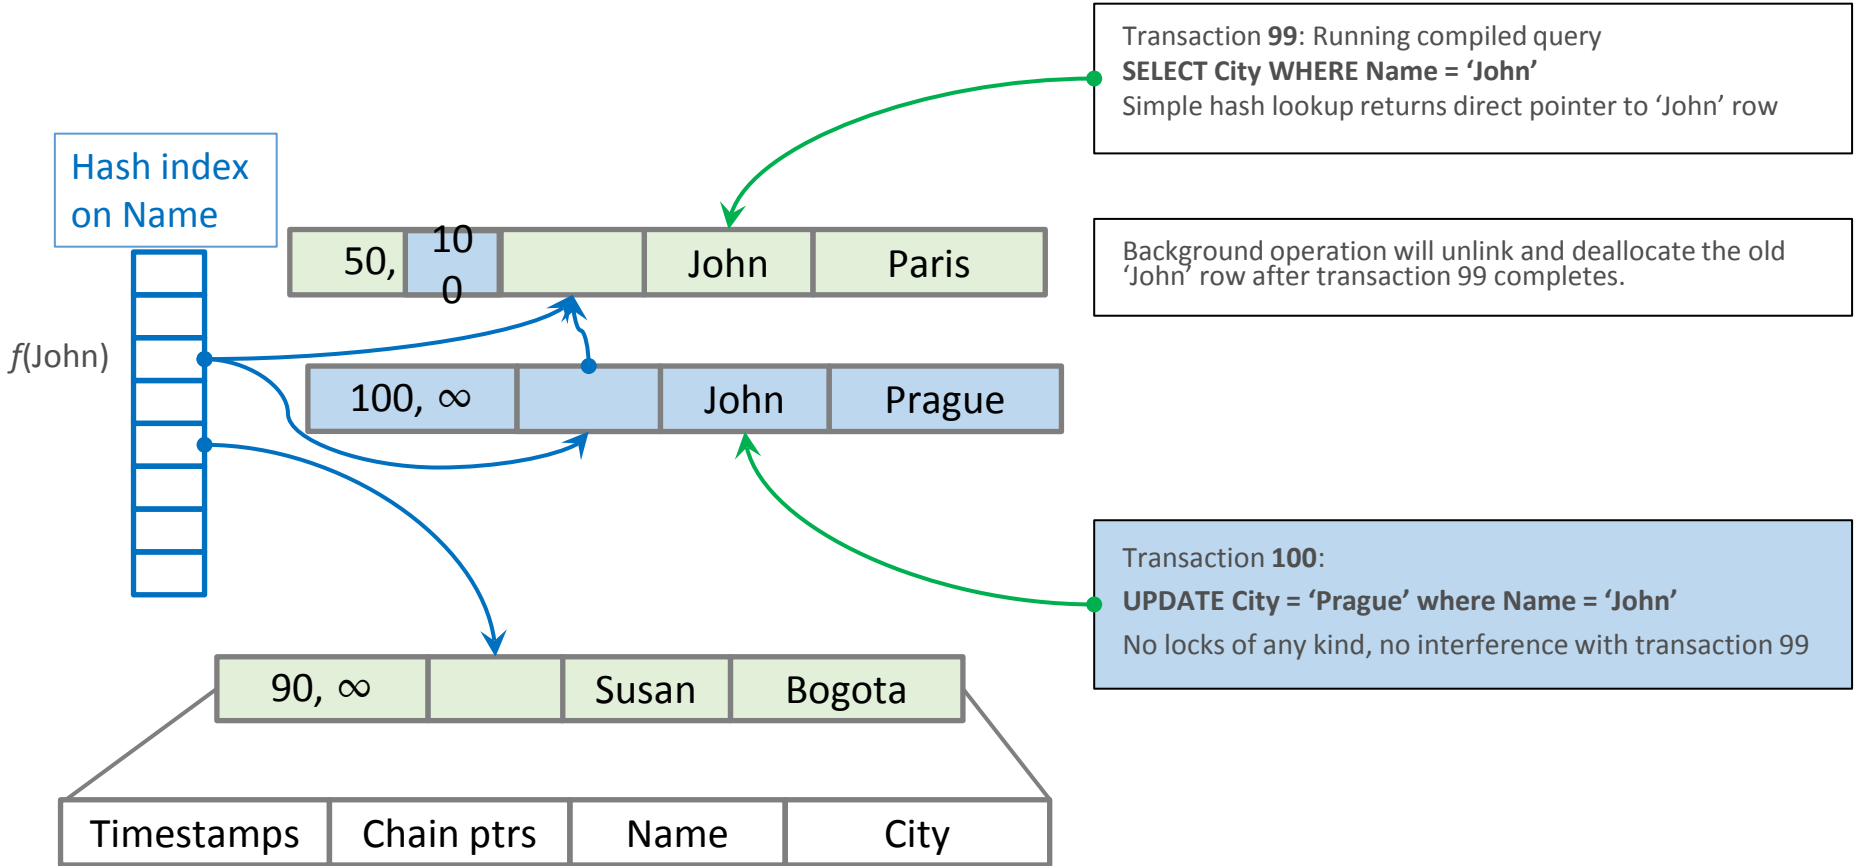 Transaction 99: Running compiled query
SELECT City WHERE Name = ‘John’
Simple hash lookup returns direct pointer to ‘John’ row
Hash index
on Name
50,
10
0
John
Paris
Background operation will unlink and deallocate the old
‘John’ row after transaction 99 completes.
f(John)
100, ∞
John
Prague
Transaction 100:
UPDATE City = ‘Prague’ where Name = ‘John’
No locks of any kind, no interference with transaction 99
90, ∞
Susan
Bogota
Timestamps
Chain ptrs
Name
City